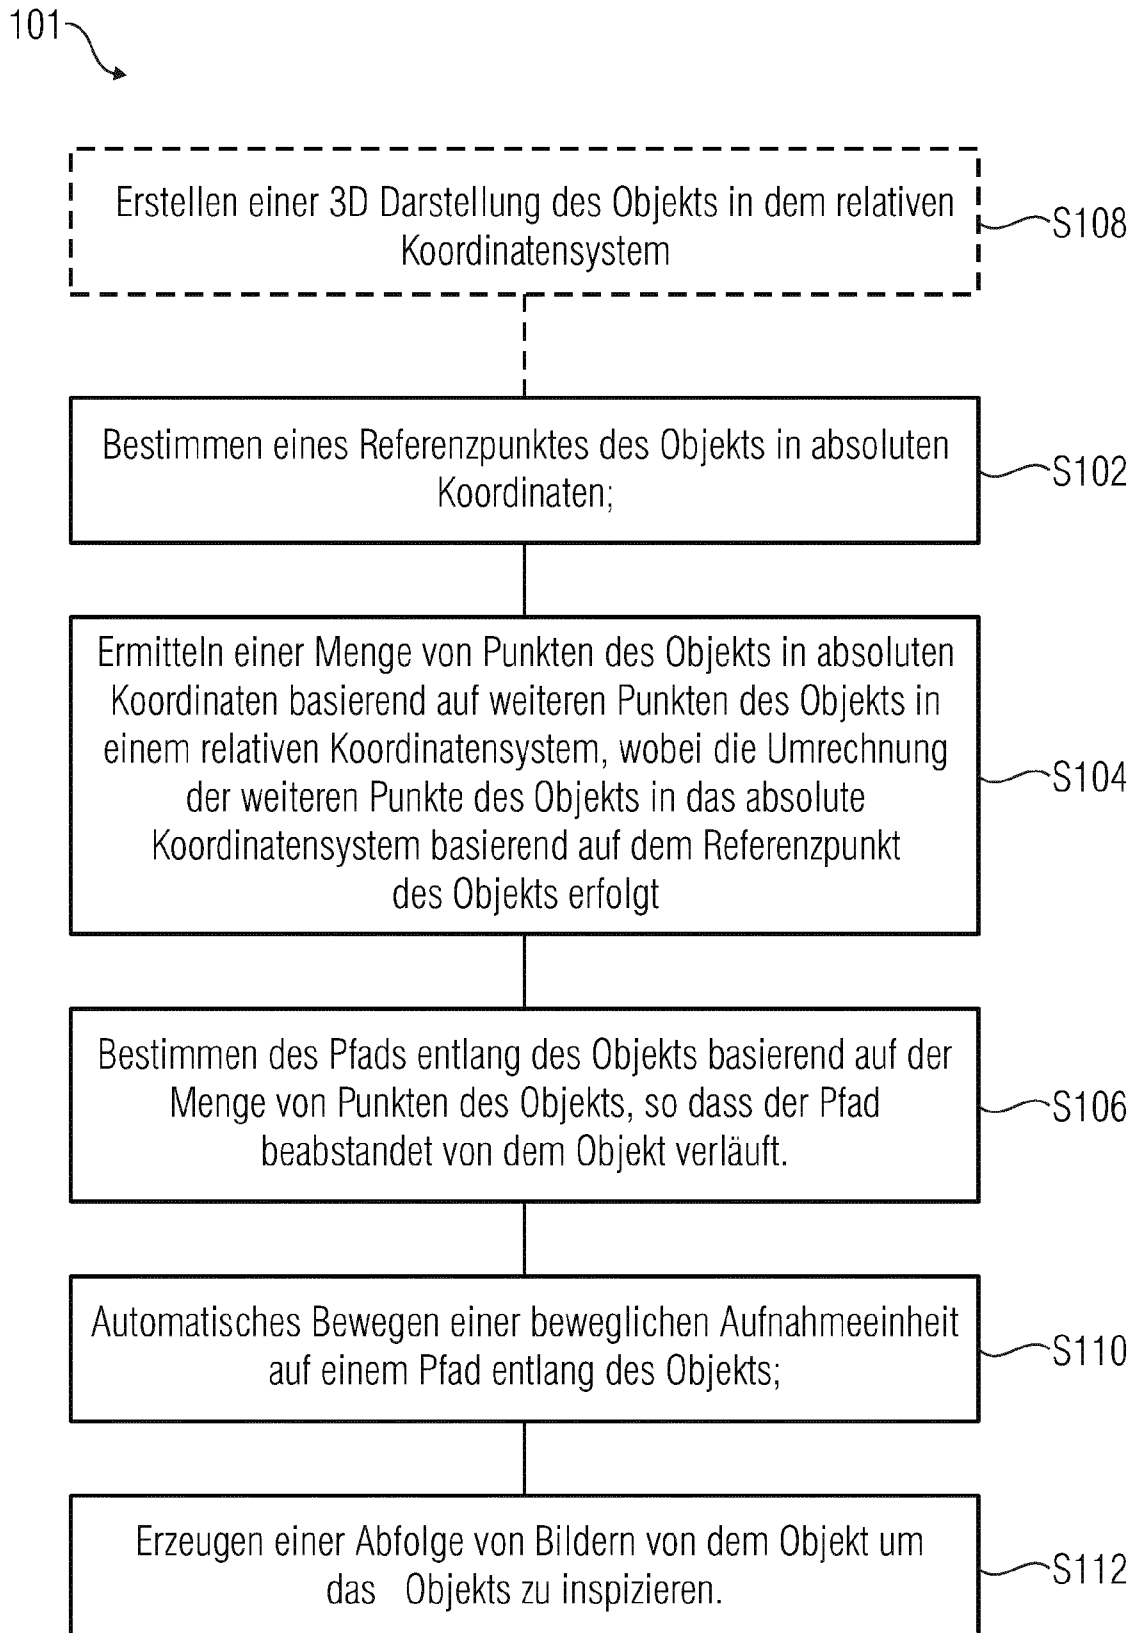 101
Erstellen einer 3D Darstellung des Objekts in dem relativen
Koordinatensystem
S108
Bestimmen eines Referenzpunktes des Objekts in absoluten
Koordinaten;
S102
Ermitteln einer Menge von Punkten des Objekts in absoluten
Koordinaten basierend auf weiteren Punkten des Objekts in
einem relativen Koordinatensystem, wobei die Umrechnung
der weiteren Punkte des Objekts in das absolute
Koordinatensystem basierend auf dem Referenzpunkt
des Objekts erfolgt
S104
Bestimmen des Pfads entlang des Objekts basierend auf der
Menge von Punkten des Objekts, so dass der Pfad
beabstandet von dem Objekt verläuft.
S106
Automatisches Bewegen einer beweglichen Aufnahmeeinheit
auf einem Pfad entlang des Objekts;
S110
Erzeugen einer Abfolge von Bildern von dem Objekt um
das Objekts zu inspizieren.
S112